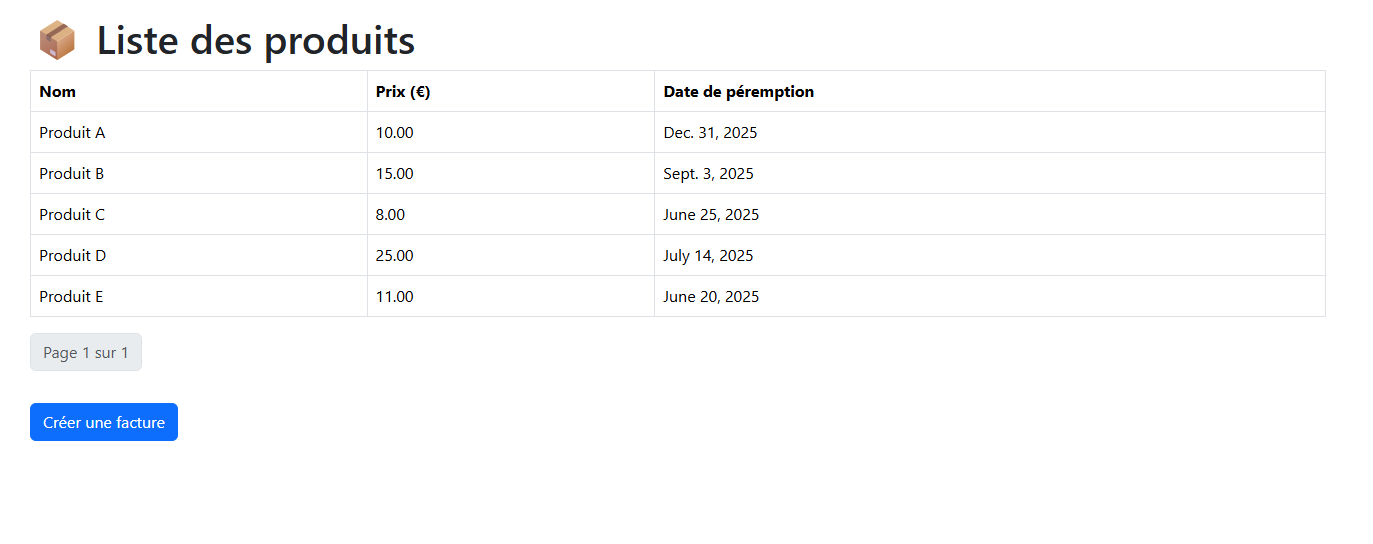 Liste des produits
Nom Prix (€) Date de péremption
Produit A 10.00 Dec. 31, 2025
Produit B 15.00 Sept. 3, 2025
Produit C 8.00 June 25, 2025
Produit D 25.00 July 14, 2025
Produit E 11.00 June 20, 2025
Page 1 sur 1
Créer une facture